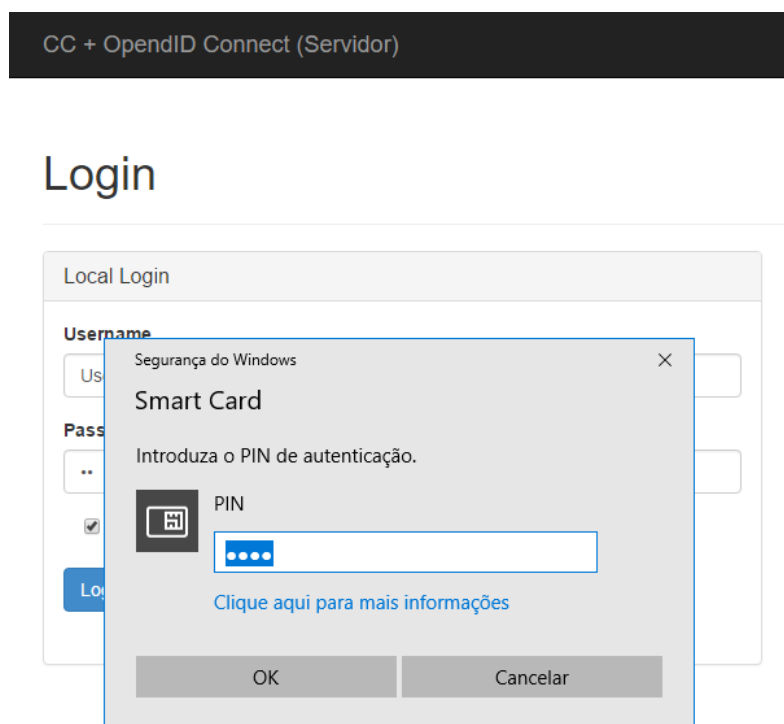 CC + OpendID Connect (Servidor)
Login
Local Login
Username
Segurança do Windows
Smart Card
Introduza o PIN de autenticação.
PIN
Clique aqui para mais informações
OK
Cancelar